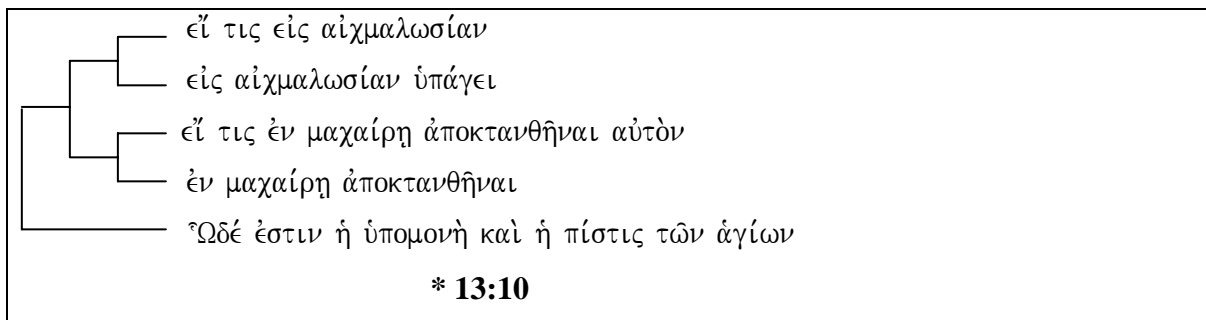 εἴ τις εἰς αἰχμαλωσίαν
εἰς αἰχμαλωσίαν ὑπάγει
εἴ τις ἐν μαχαίρῃ ἀποκτανθῆναι αὐτὸν
ἐν μαχαίρῃ ἀποκτανθῆναι
Ὧδέ ἐστιν ἡ ὑπομονὴ καὶ ἡ πίστις τῶν ἁγίων
* 13:10